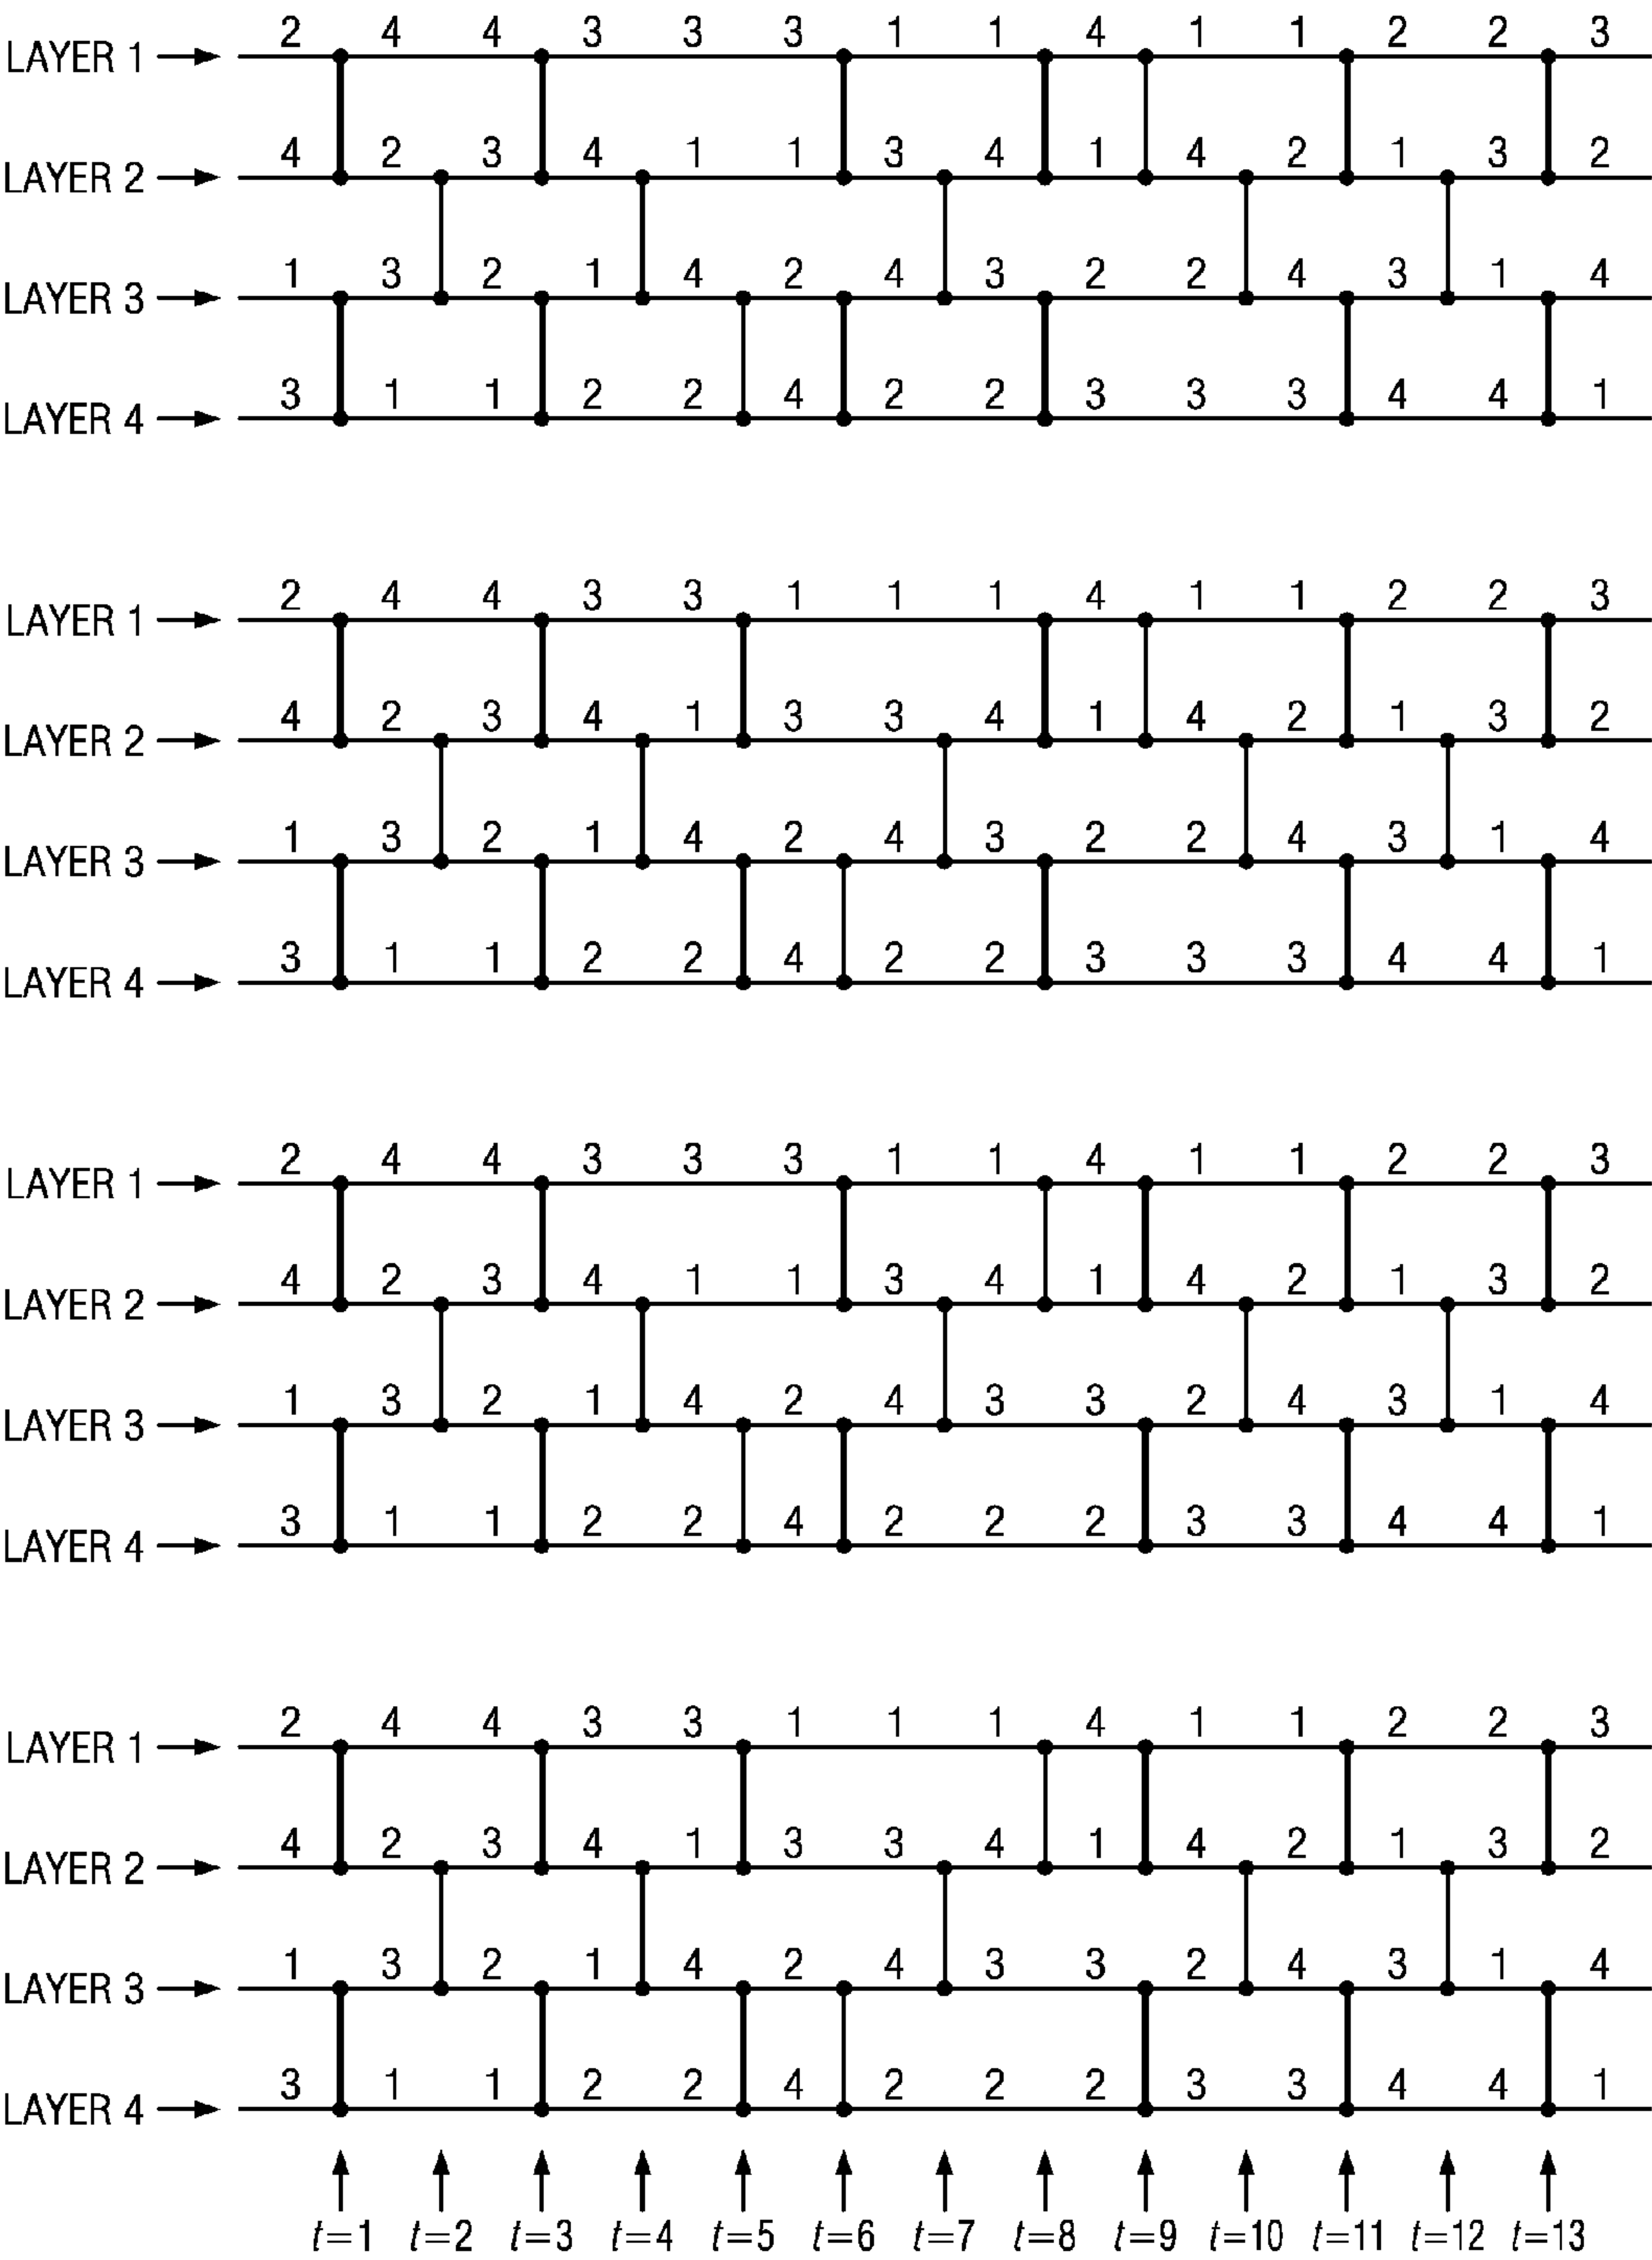 2 4 4 3 3 3 1 1 4 1 1 2 2 3
LAYER 1
4 2 3 4 1 1 3 4 1 4 2 1 3 2
LAYER 2
1 3 2 1 4 2 4 3 2 2 4 3 1 4
LAYER 3
3 1 1 2 2 4 2 2 3 3 3 4 4 1
LAYER 4
2 4 4 3 3 1 1 1 4 1 1 2 2 3
LAYER 1
4 2 3 4 1 3 3 4 1 4 2 1 3 2
LAYER 2
1 3 2 1 4 2 4 3 2 2 4 3 1 4
LAYER 3
3 1 1 2 2 4 2 2 3 3 3 4 4 1
LAYER 4
2 4 4 3 3 3 1 1 4 1 1 2 2 3
LAYER 1
4 2 3 4 1 1 3 4 1 4 2 1 3 2
LAYER 2
1 3 2 1 4 2 4 3 3 2 4 3 1 4
LAYER 3
3 1 1 2 2 4 2 2 2 3 3 4 4 1
LAYER 4
2 4 4 3 3 1 1 1 4 1 1 2 2 3
LAYER 1
4 2 3 4 1 3 3 4 1 4 2 1 3 2
LAYER 2
1 3 2 1 4 2 4 3 3 2 4 3 1 4
LAYER 3
3 1 1 2 2 4 2 2 2 3 3 4 4 1
LAYER 4
t=1 t=2 t=3 t=4 t=5 t=6 t=7 t=8 t=9 t=10 t=11 t=12 t=13